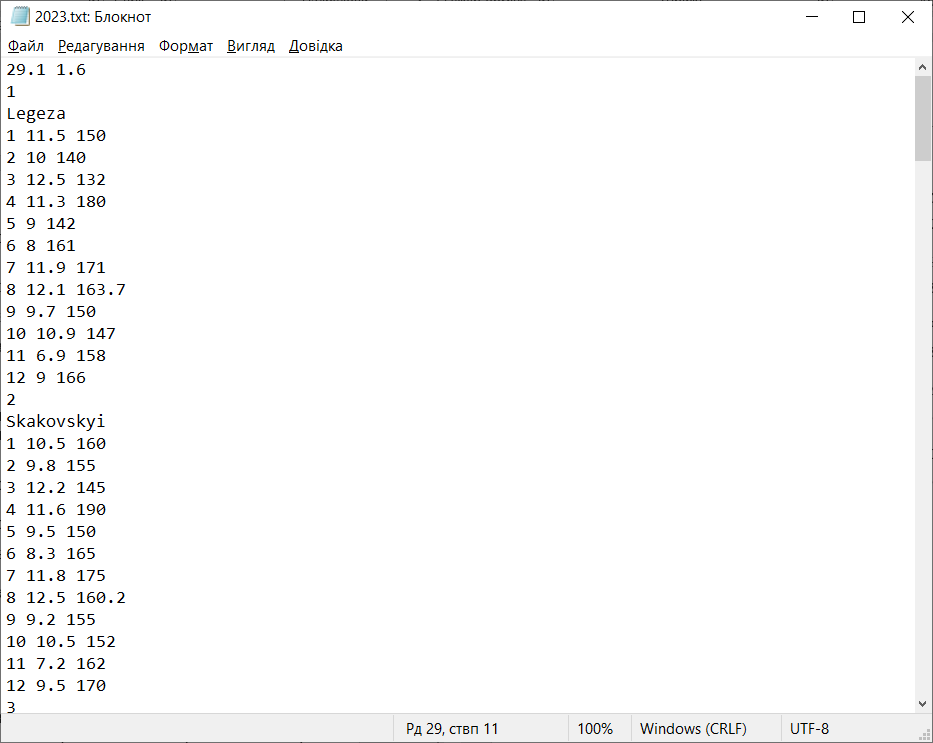 2023.txt: Блокнот
Файл Редагування Формат Вигляд Довідка
29.1 1.6
1
Legeza
1 11.5 150
2 10 140
3 12.5 132
4 11.3 180
5 9 142
6 8 161
7 11.9 171
8 12.1 163.7
9 9.7 150
10 10.9 147
11 6.9 158
12 9 166
2
Skakovskyi
1 10.5 160
2 9.8 155
3 12.2 145
4 11.6 190
5 9.5 150
6 8.3 165
7 11.8 175
8 12.5 160.2
9 9.2 155
10 10.5 152
11 7.2 162
12 9.5 170
3
Рд 29, ствп 11 100% Windows (CRLF) UTF-8